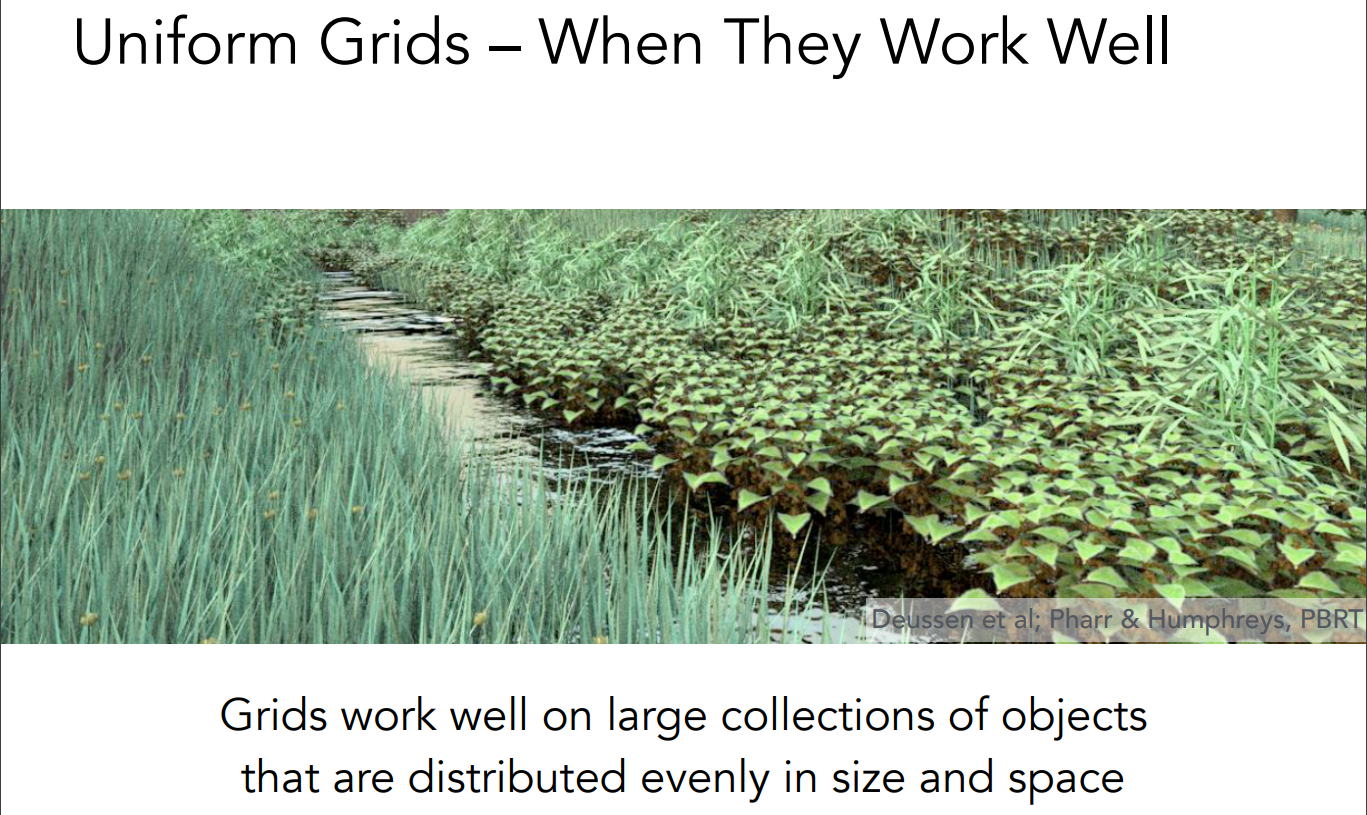 Uniform Grids – When They Work Well
Deussen et al; Pharr & Humphreys, PBRT
Grids work well on large collections of objects
that are distributed evenly in size and space